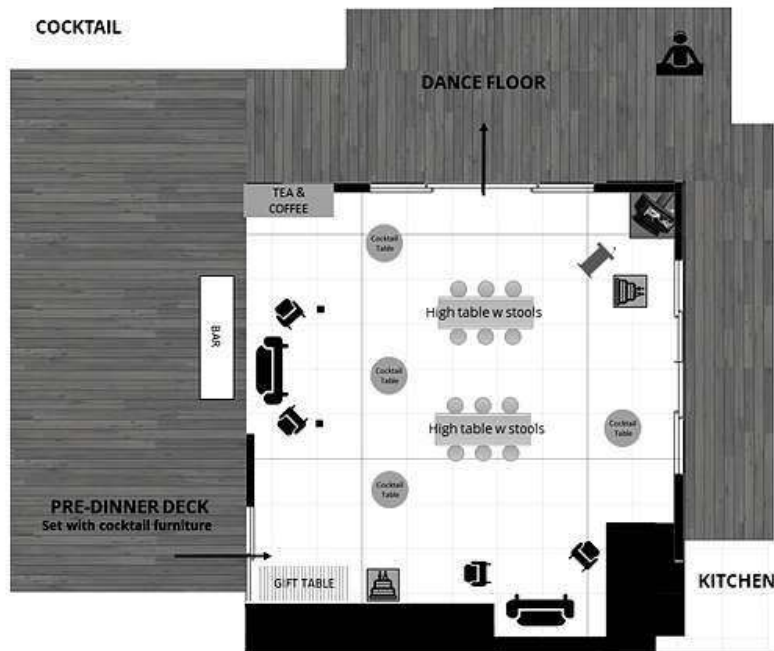 COCKTAIL
DANCE FLOOR
TEA &
COFFEE
Cocktail
Table
High table w stools
BAR
Cocktail
Table
High table w stools
Cocktail
Table
Cocktail
Table
PRE-DINNER DECK
Set with cocktail furniture
GIFT TABLE
KITCHEN